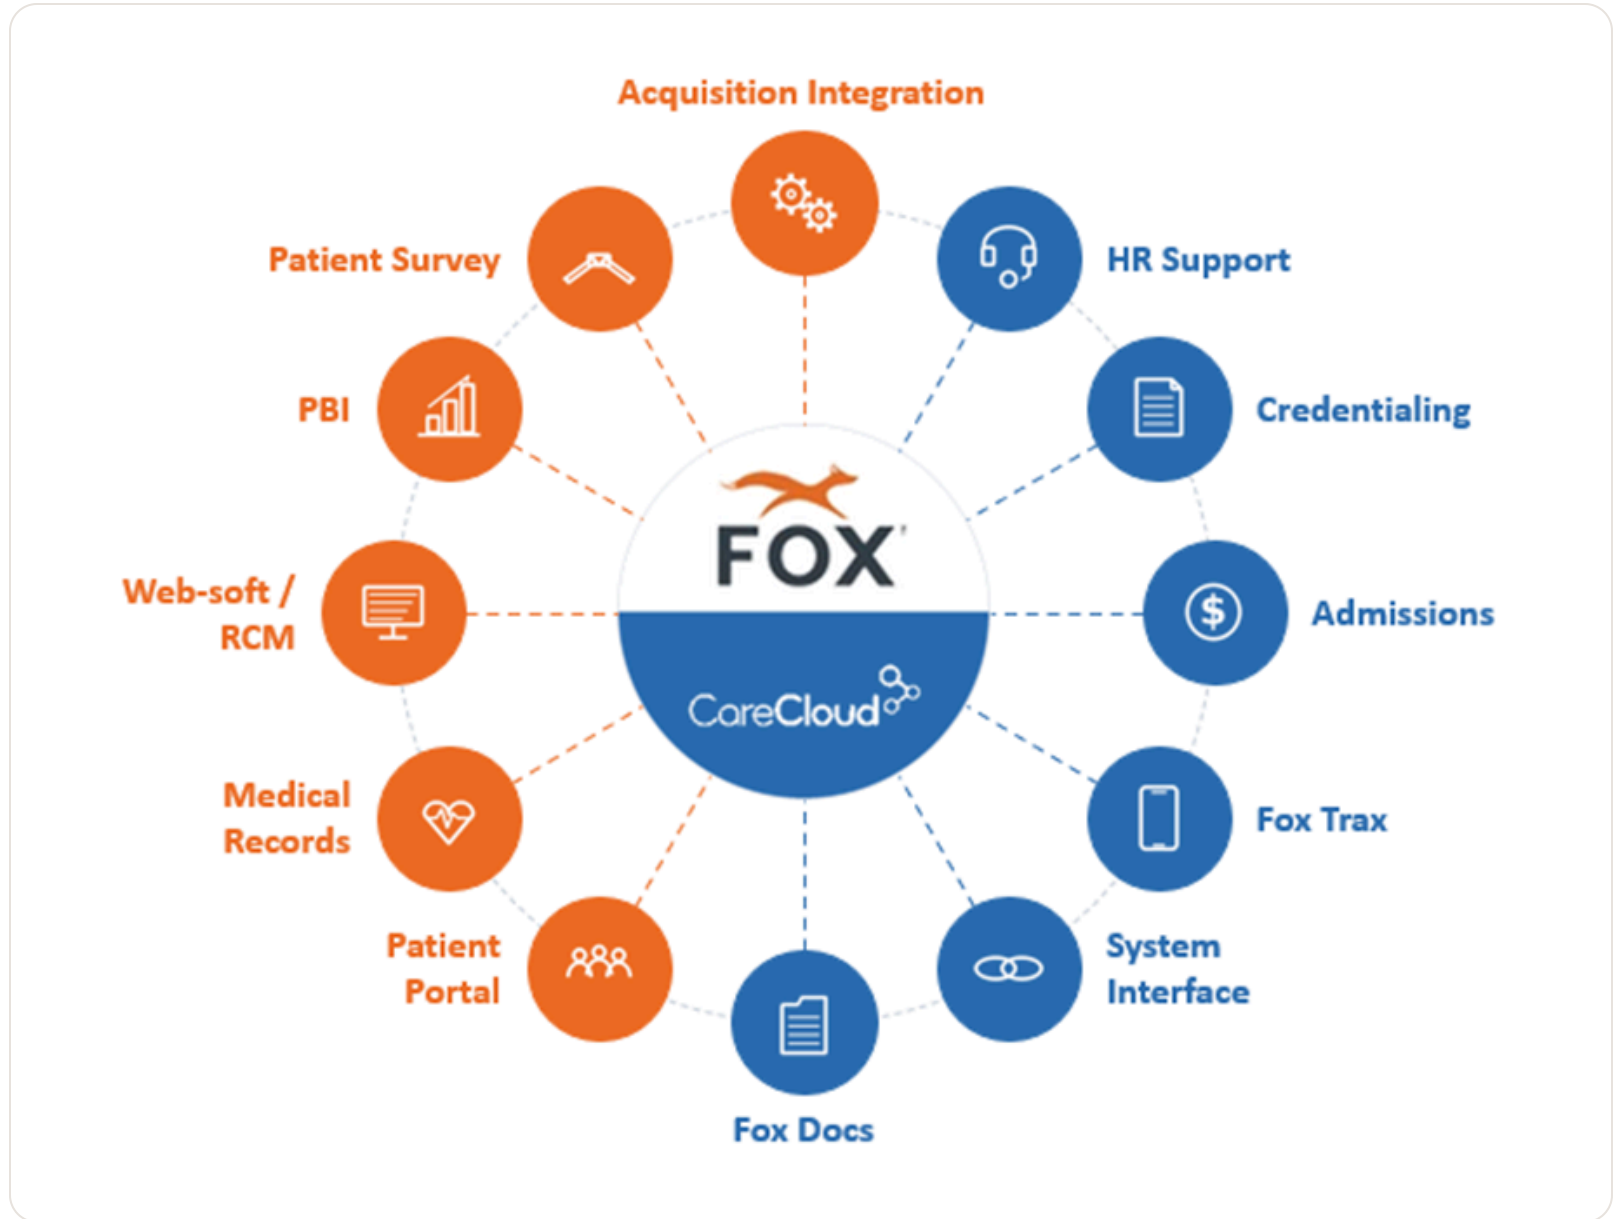 Acquisition Integration
Patient Survey
HR Support
PBI
Credentialing
FOX
Web-soft /
RCM
Admissions
CareCloud
$
Medical
Records
Fox Trax
Patient
Portal
System
Interface
Fox Docs